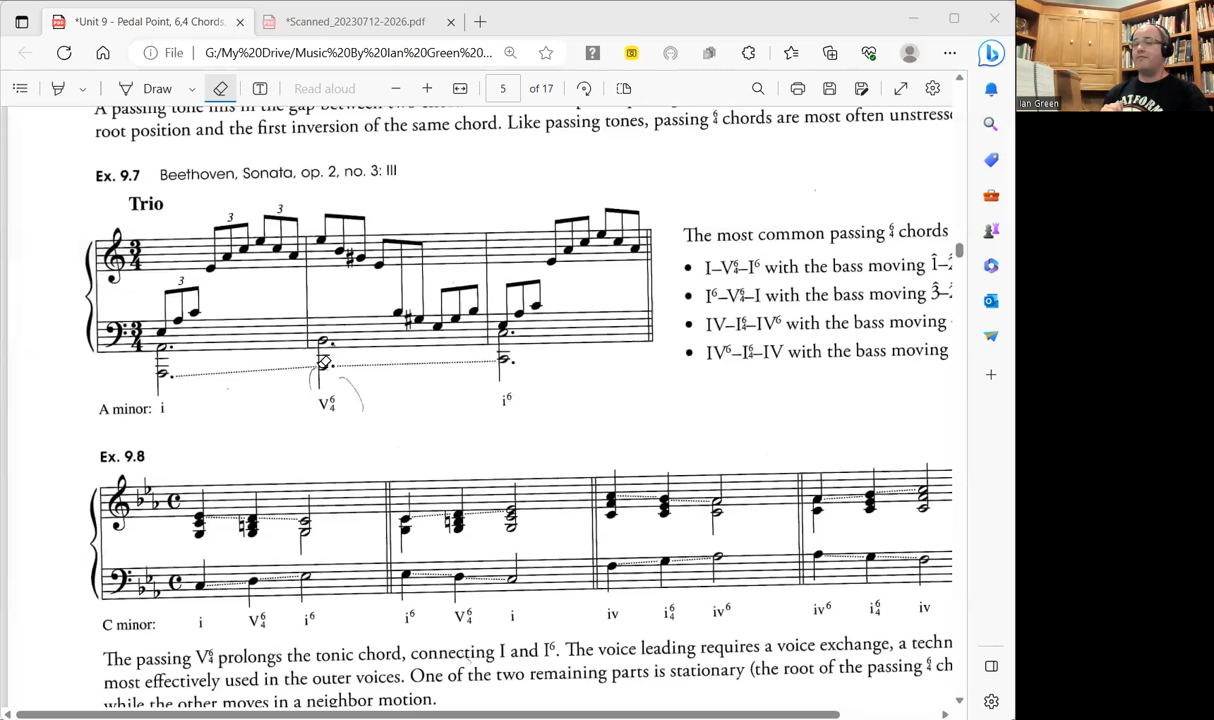 *Unit 9 - Pedal Point, 6,4 Chords,
*Scanned_20230712-2026.pdf
File
G:/My%20Drive/Music%20By%20Ian%20Green%20...
Draw
Read aloud
5
of 17
Ian Green
root position and the first inversion of the same chord. Like passing tones, passing 6/4 chords are most often unstresse
Ex. 9.7 Beethoven, Sonata, op. 2, no. 3: III
Trio
3 3
3
A minor: i V6/4 i6
The most common passing 6/4 chords
• I–V6/4–I6 with the bass moving 1̂–2̂
• I6–V6/4–I with the bass moving 3̂–2̂
• IV–I6/4–IV6 with the bass moving
• IV6–I6/4–IV with the bass moving
Ex. 9.8
C minor: i V6/4 i6 i6 V6/4 i iv i6/4 iv6 iv6 i6/4 iv
The passing V6/4 prolongs the tonic chord, connecting I and I6. The voice leading requires a voice exchange, a techn
most effectively used in the outer voices. One of the two remaining parts is stationary (the root of the passing 6/4 ch
while the other moves in a neighbor motion.